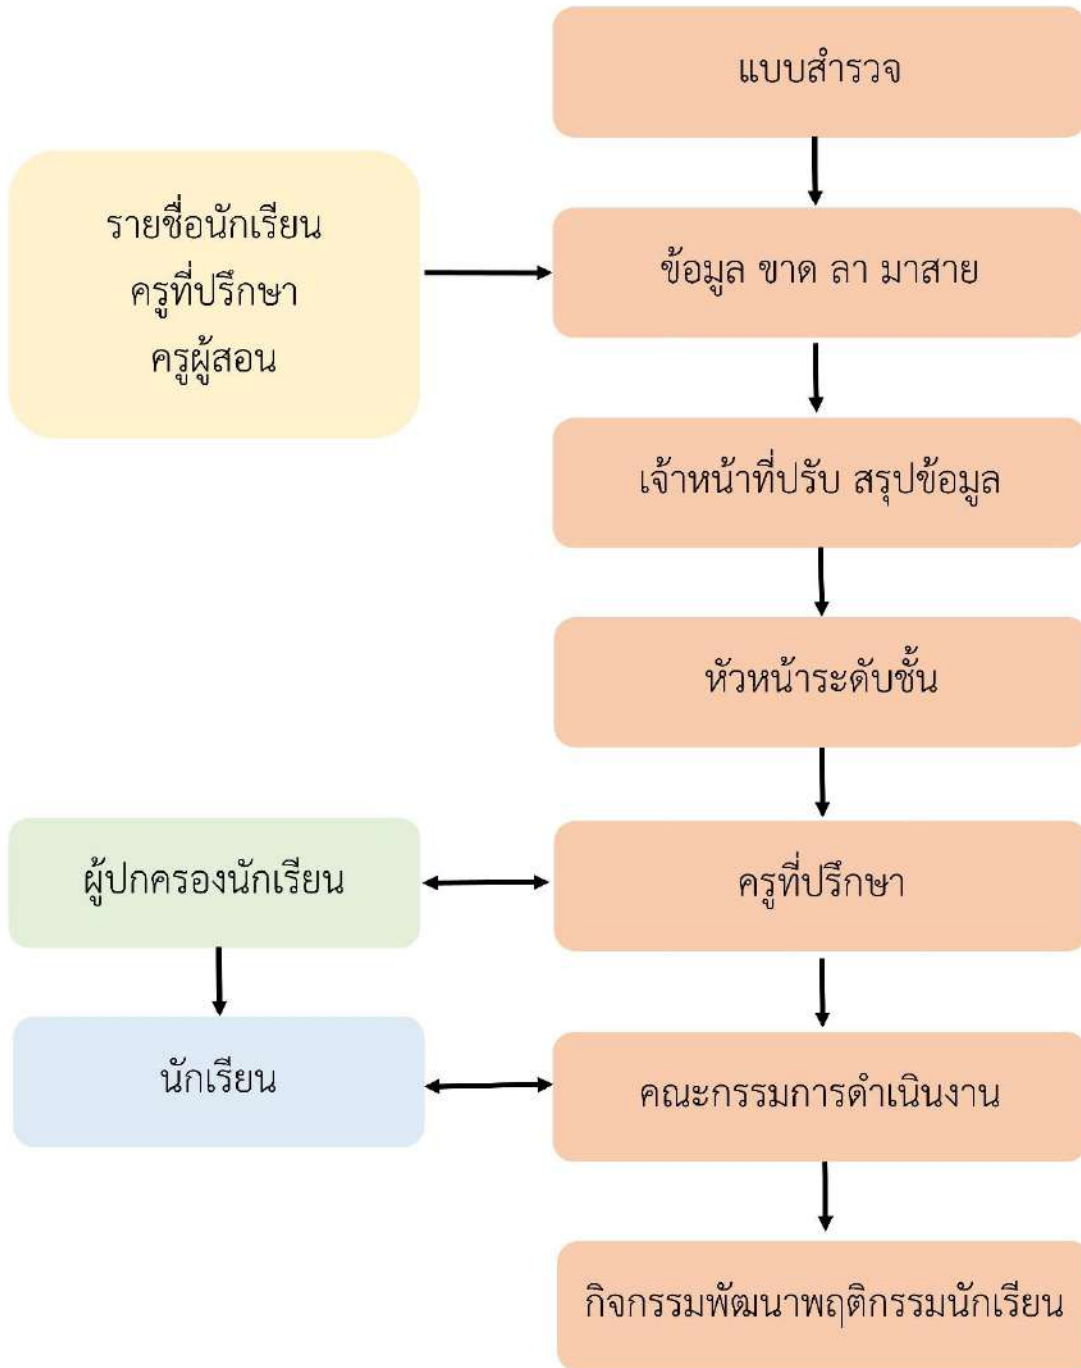 แบบสำรวจ
รายชื่อนักเรียน
ครูที่ปรึกษา
ครูผู้สอน
ข้อมูล ขาด ลา มาสาย
เจ้าหน้าที่ปรับ สรุปข้อมูล
หัวหน้าระดับชั้น
ผู้ปกครองนักเรียน
ครูที่ปรึกษา
นักเรียน
คณะกรรมการดำเนินงาน
กิจกรรมพัฒนาพฤติกรรมนักเรียน